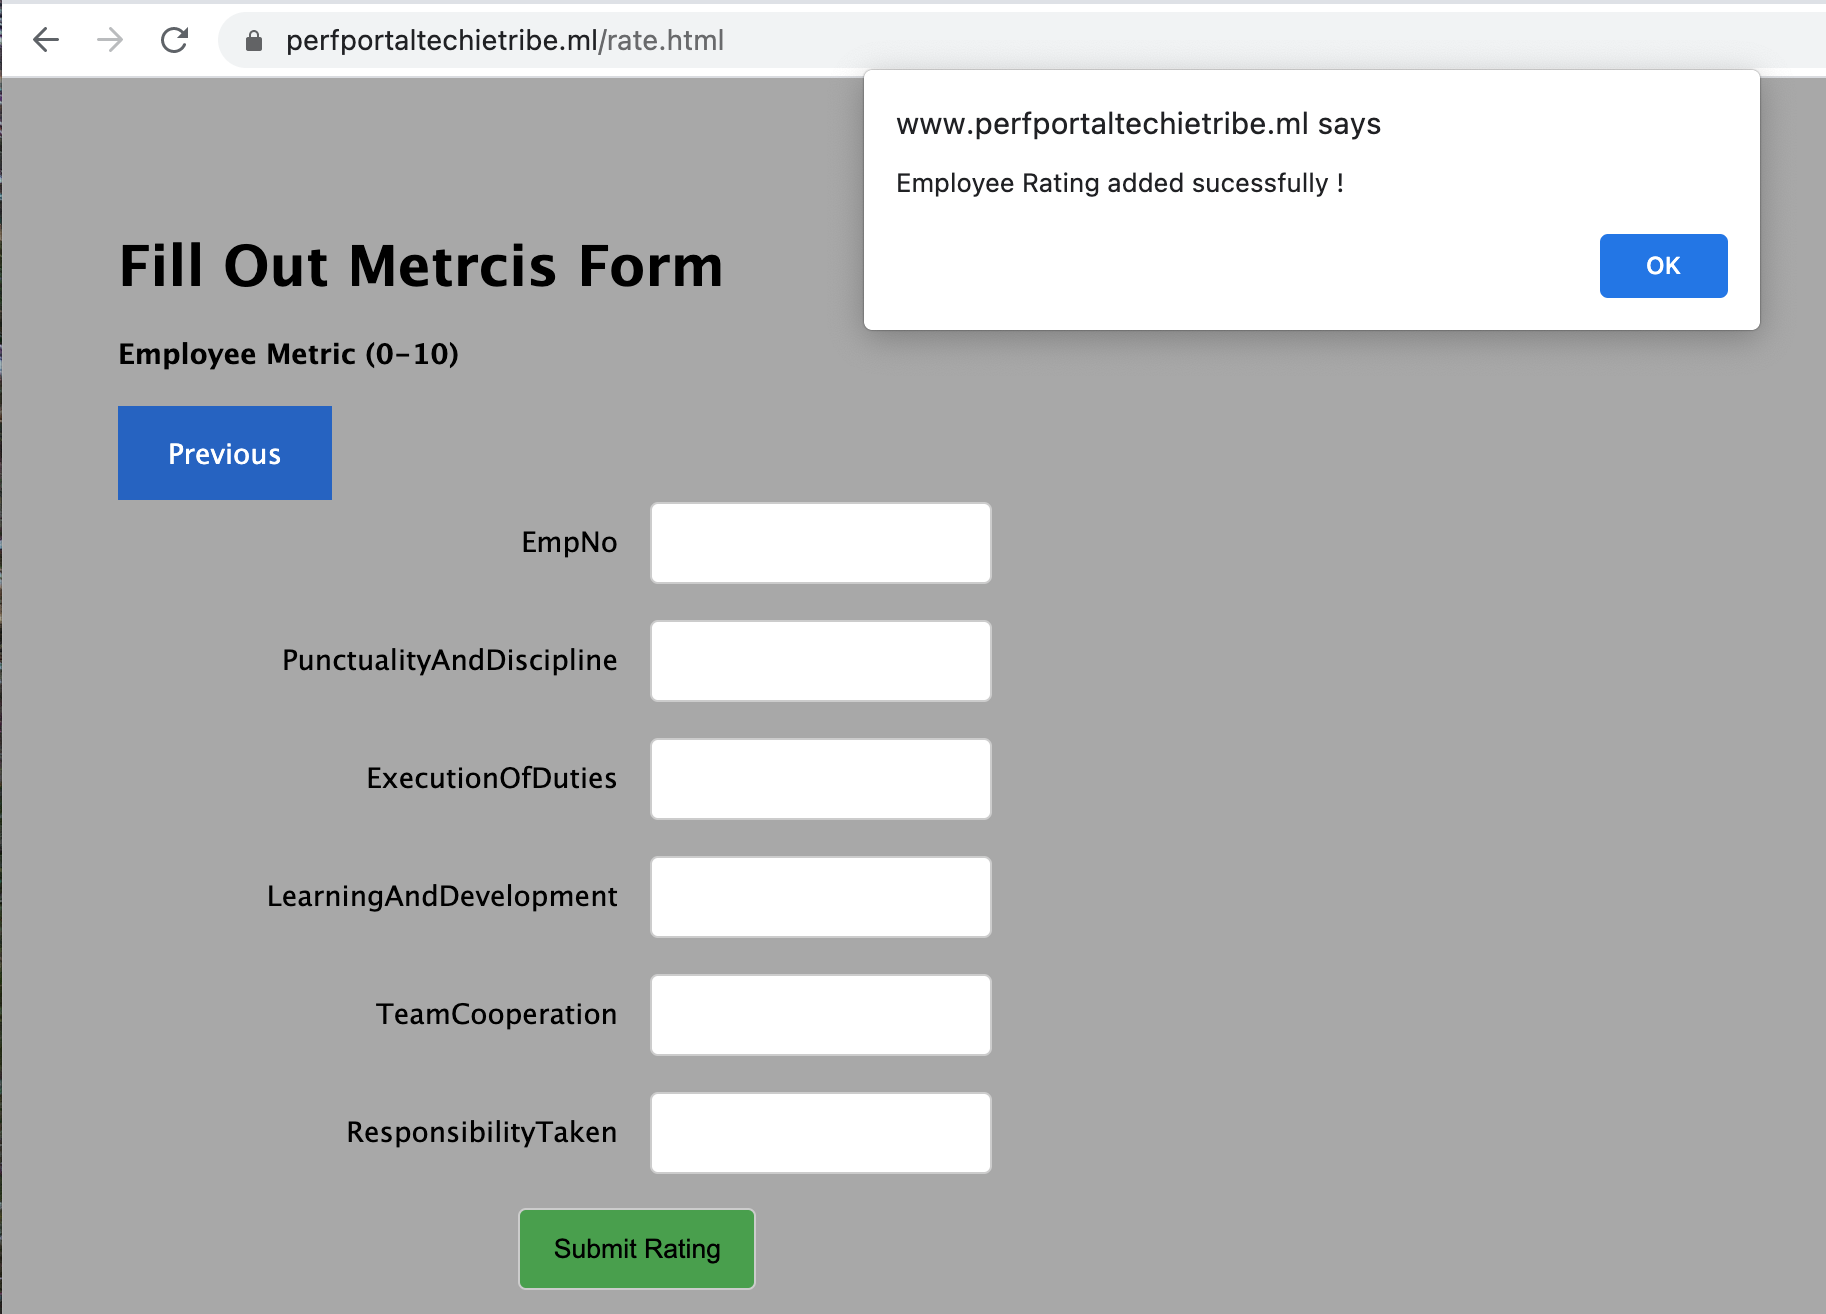 perfportaltechietribe.ml/rate.html
www.perfportaltechietribe.ml says
Employee Rating added sucessfully !
OK
Fill Out Metrcis Form
Employee Metric (0-10)
Previous
EmpNo
PunctualityAndDiscipline
ExecutionOfDuties
LearningAndDevelopment
TeamCooperation
ResponsibilityTaken
Submit Rating